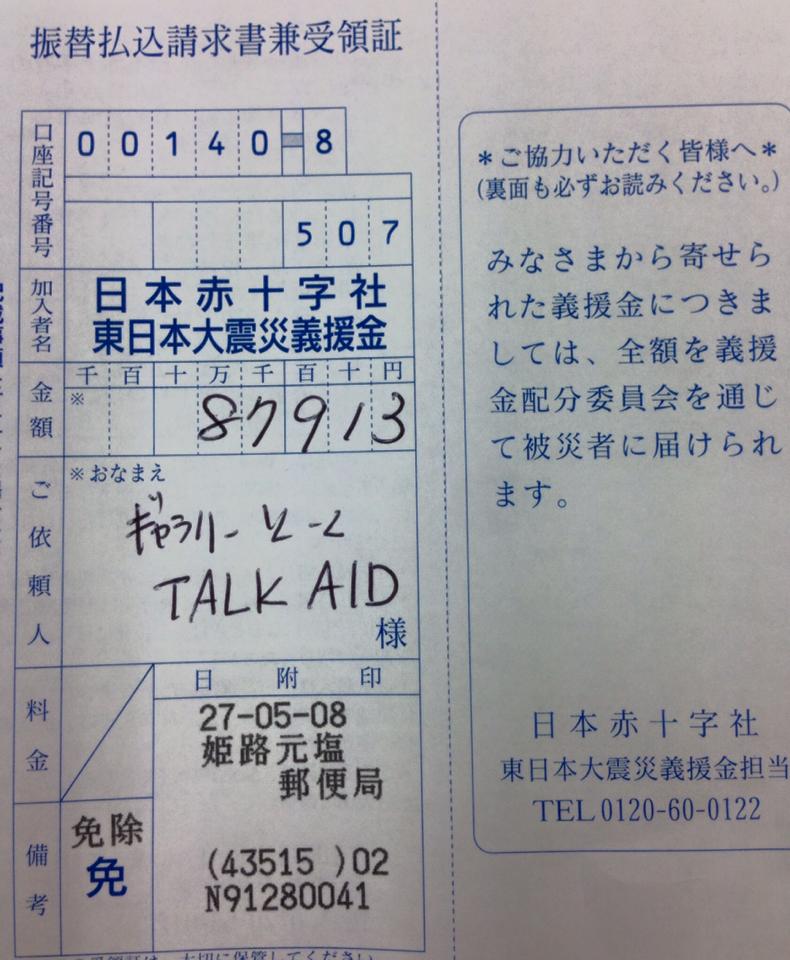 振替払込請求書兼受領証
口座記号番号
00140-8
507
加入者名
日本赤十字社
東日本大震災義援金
金額
千百十万千百十円
※
87913
ご依頼人
※おなまえ
TALK AID
様
料金
日附印
27-05-08
姫路元塩
郵便局
(43515 )02
N91280041
備考
免除
免
＊ご協力いただく皆様へ＊
(裏面も必ずお読みください。)
みなさまから寄せら
れた義援金につきま
しては、全額を義援
金配分委員会を通じ
て被災者に届けられ
ます。
日本赤十字社
東日本大震災義援金担当
TEL 0120-60-0122